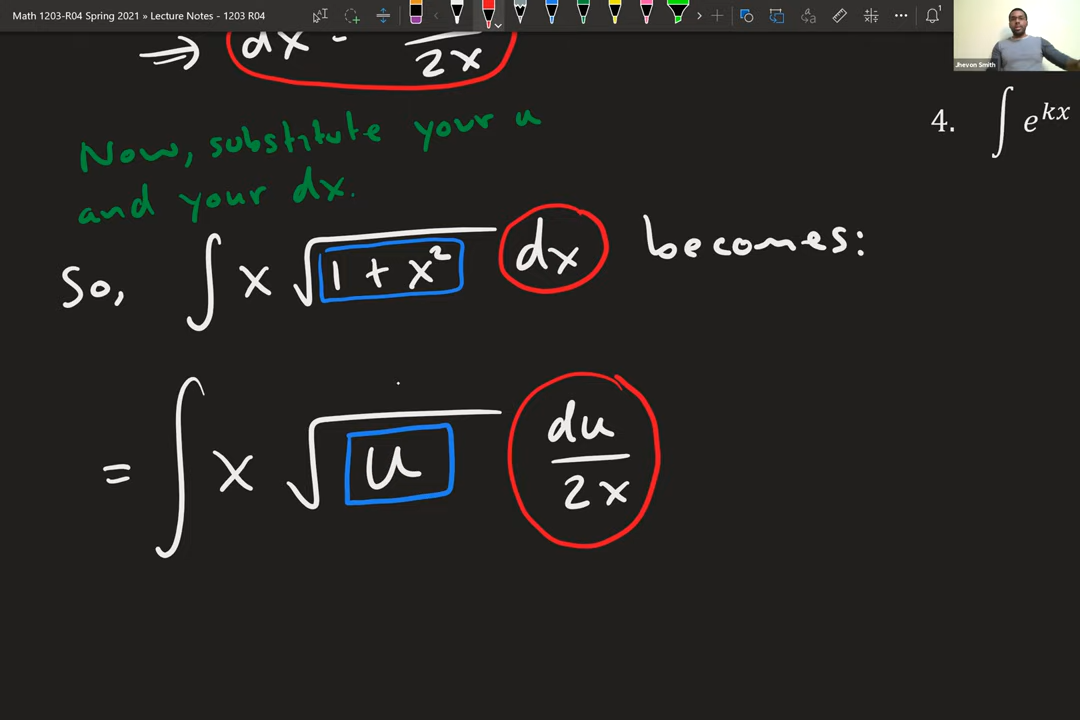 Math 1203-R04 Spring 2021 » Lecture Notes - 1203 R04
Jhevon Smith
⇒ dx = /2x
4. ∫ e^{kx}
Now, substitute your u
and your dx.
So, ∫ x √(1 + x²) dx becomes:
= ∫ x √u du/2x